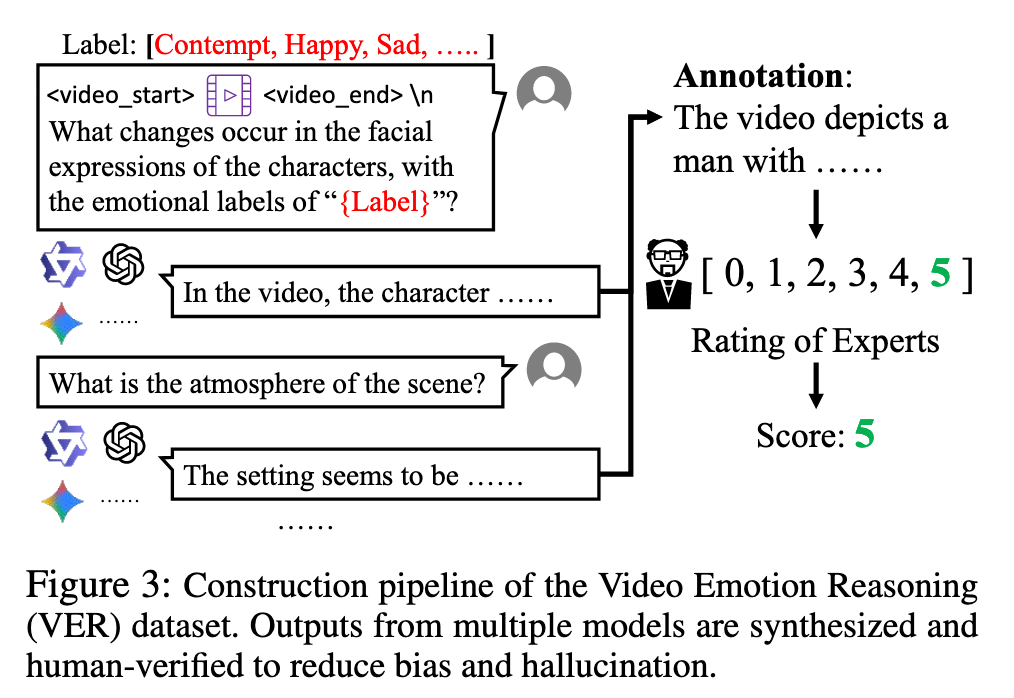 Label: [Contempt, Happy, Sad, ..... ]
<video_start> <video_end> \n
What changes occur in the facial
expressions of the characters, with
the emotional labels of “{Label}”?
......
In the video, the character ......
What is the atmosphere of the scene?
......
The setting seems to be ......
......
Annotation:
The video depicts a
man with ......
[ 0, 1, 2, 3, 4, 5 ]
Rating of Experts
Score: 5
Figure 3: Construction pipeline of the Video Emotion Reasoning
(VER) dataset. Outputs from multiple models are synthesized and
human-verified to reduce bias and hallucination.